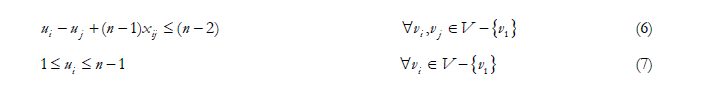 u_i − u_j + (n − 1)x_ij ≤ (n − 2) ∀v_i, v_j ∈ V − {v_1} (6)
1 ≤ u_i ≤ n − 1 ∀v_i ∈ V − {v_1} (7)